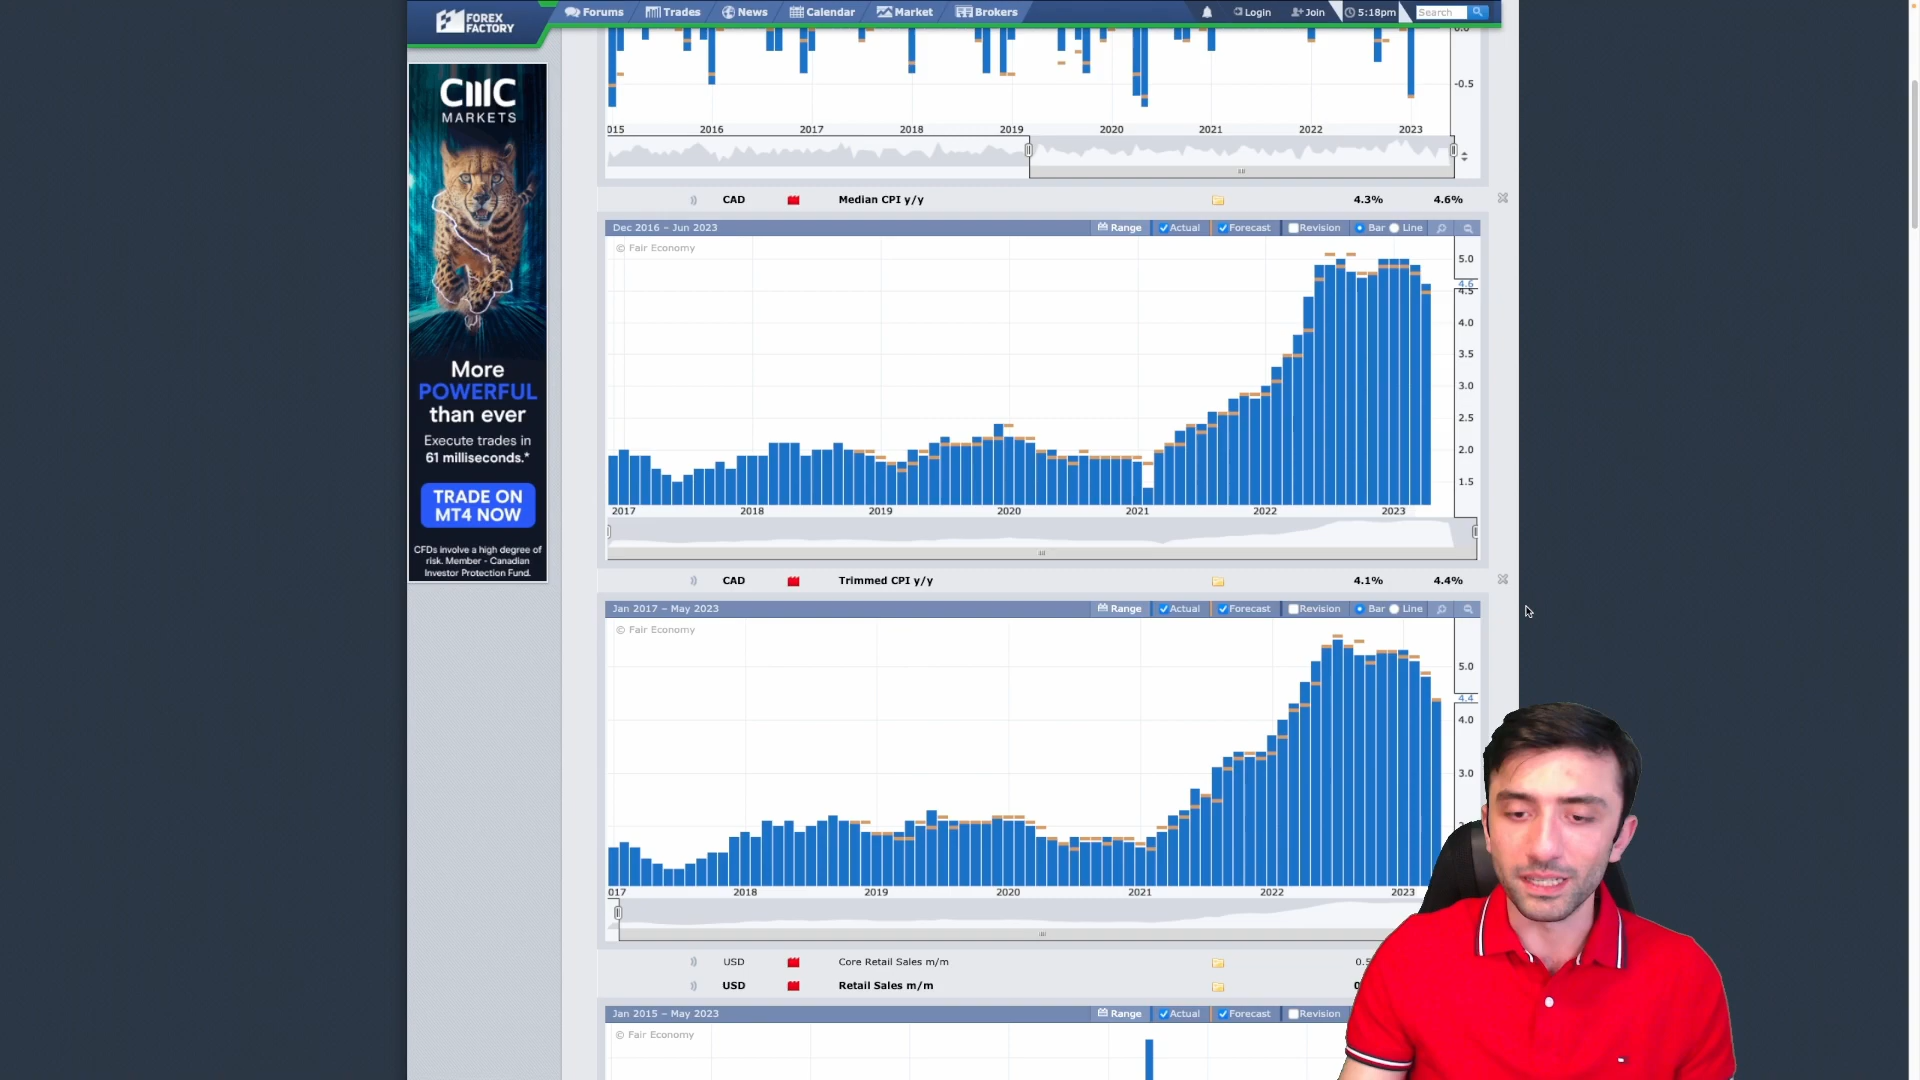 FOREX
FACTORY
Forums
Trades
News
Calendar
Market
Brokers
Login
Join
5:18pm
Search
CMC
MARKETS
More
POWERFUL
than ever
Execute trades in
61 milliseconds.*
TRADE ON
MT4 NOW
CFDs involve a high degree of
risk. Member - Canadian
Investor Protection Fund.
0.0
-0.5
015 2016 2017 2018 2019 2020 2021 2022 2023
CAD Median CPI y/y 4.3% 4.6%
Dec 2016 – Jun 2023 Range Actual Forecast Revision Bar Line
© Fair Economy
5.0
4.6
4.5
4.0
3.5
3.0
2.5
2.0
1.5
2017 2018 2019 2020 2021 2022 2023
CAD Trimmed CPI y/y 4.1% 4.4%
Jan 2017 – May 2023 Range Actual Forecast Revision Bar Line
© Fair Economy
5.0
4.4
4.0
3.0
017 2018 2019 2020 2021 2022 2023
USD Core Retail Sales m/m
USD Retail Sales m/m
Jan 2015 – May 2023 Range Actual Forecast Revision
© Fair Economy